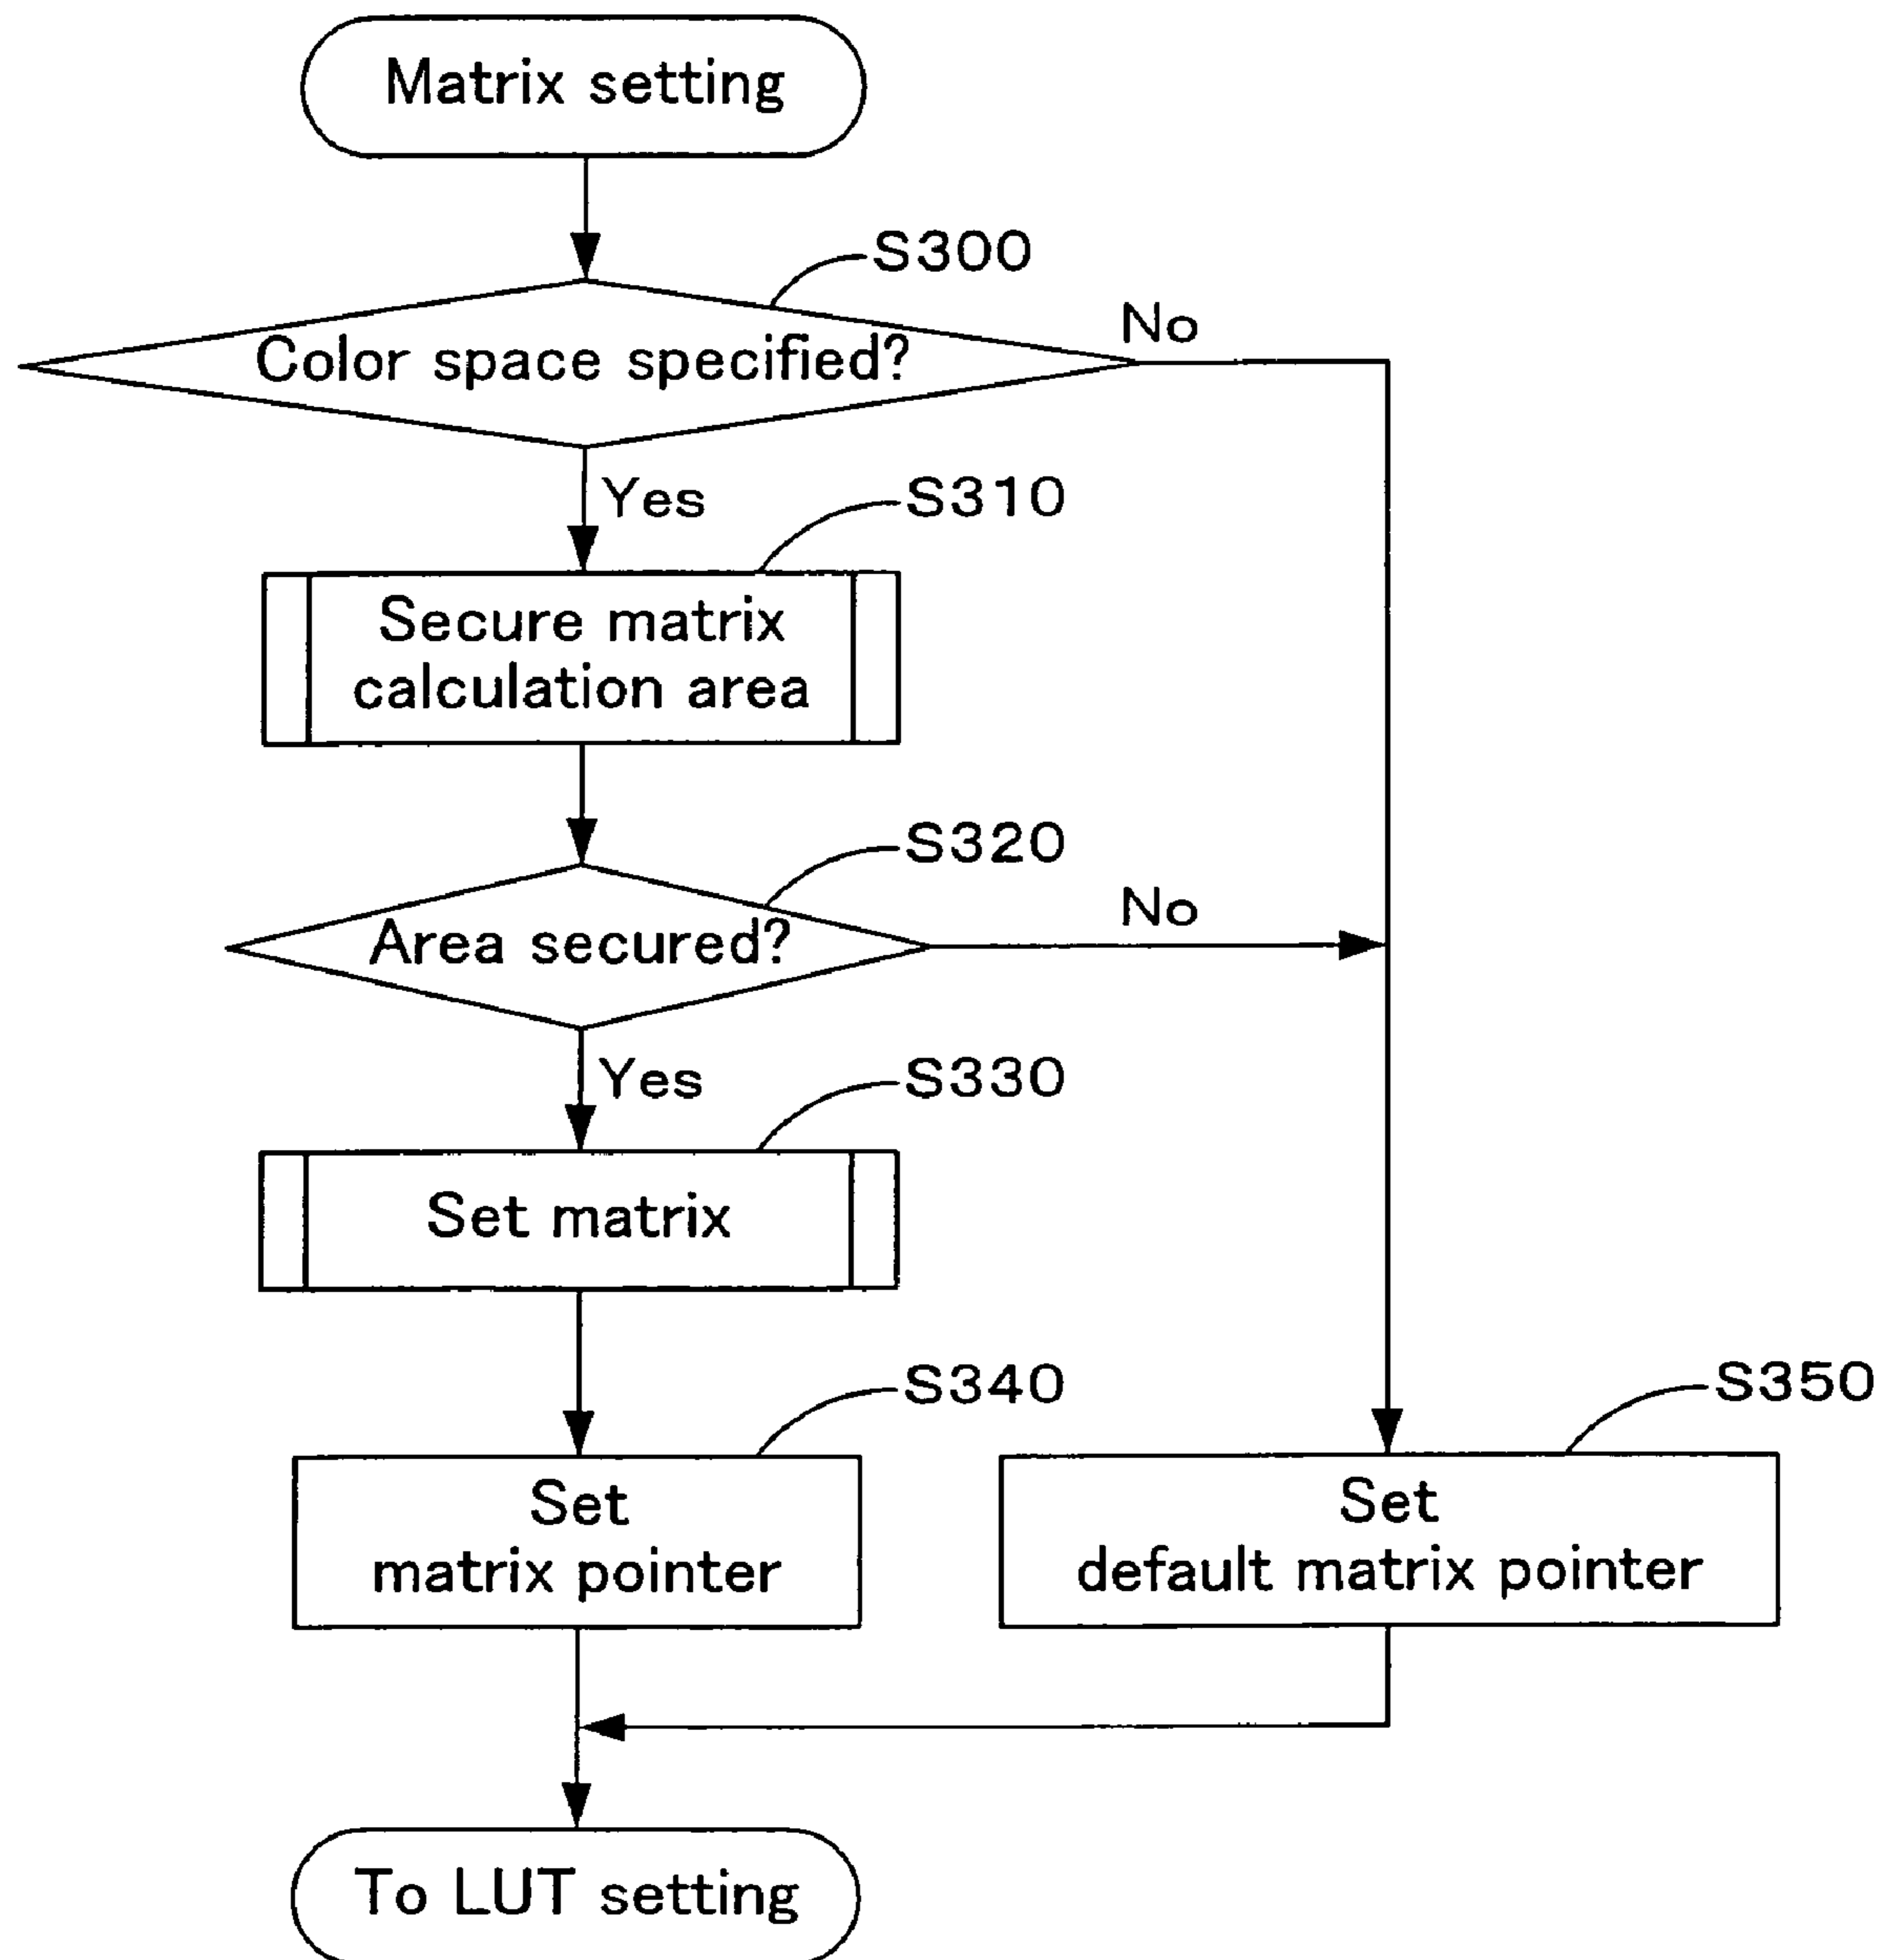 Matrix setting
S300
No
Color space specified?
Yes
S310
Secure matrix
calculation area
S320
No
Area secured?
Yes
S330
Set matrix
S340
S350
Set
matrix pointer
Set
default matrix pointer
To LUT setting